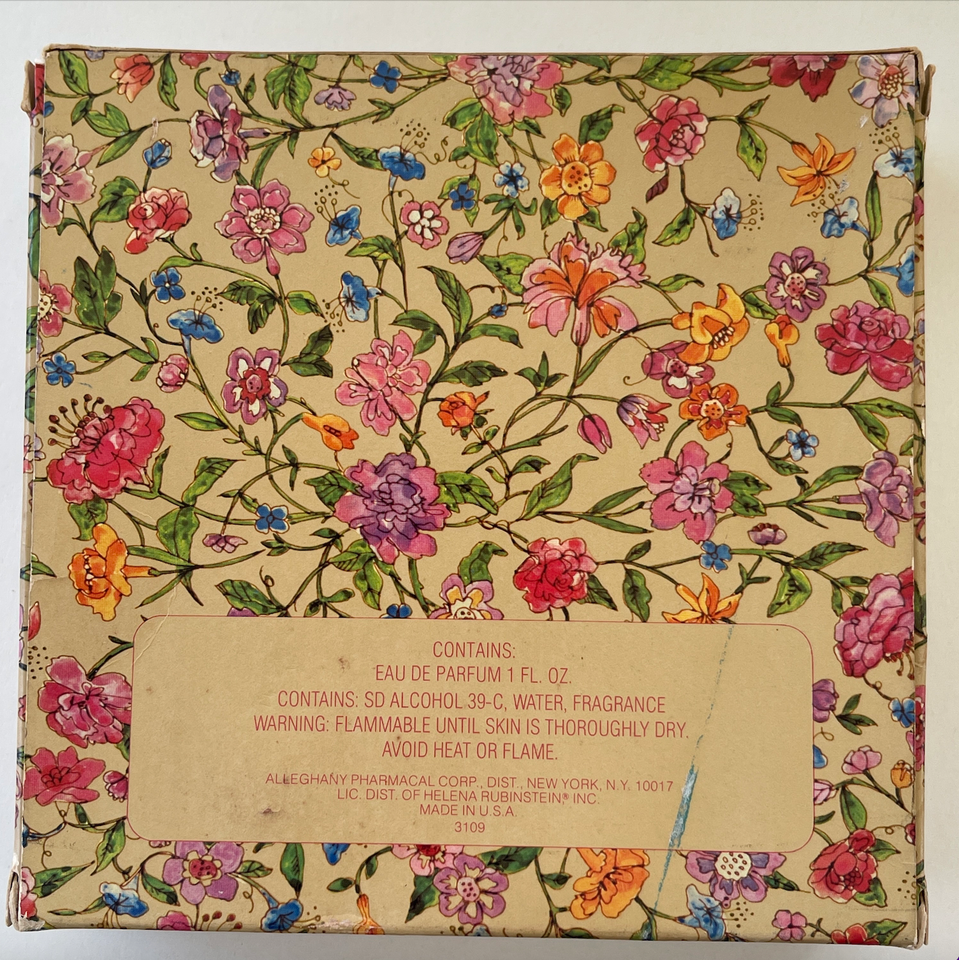 CONTAINS:
EAU DE PARFUM 1 FL. OZ.
CONTAINS: SD ALCOHOL 39-C, WATER, FRAGRANCE
WARNING: FLAMMABLE UNTIL SKIN IS THOROUGHLY DRY.
AVOID HEAT OR FLAME.
ALLEGHANY PHARMACAL CORP., DIST., NEW YORK, N.Y. 10017
LIC. DIST. OF HELENA RUBINSTEIN,® INC.
MADE IN U.S.A.
3109